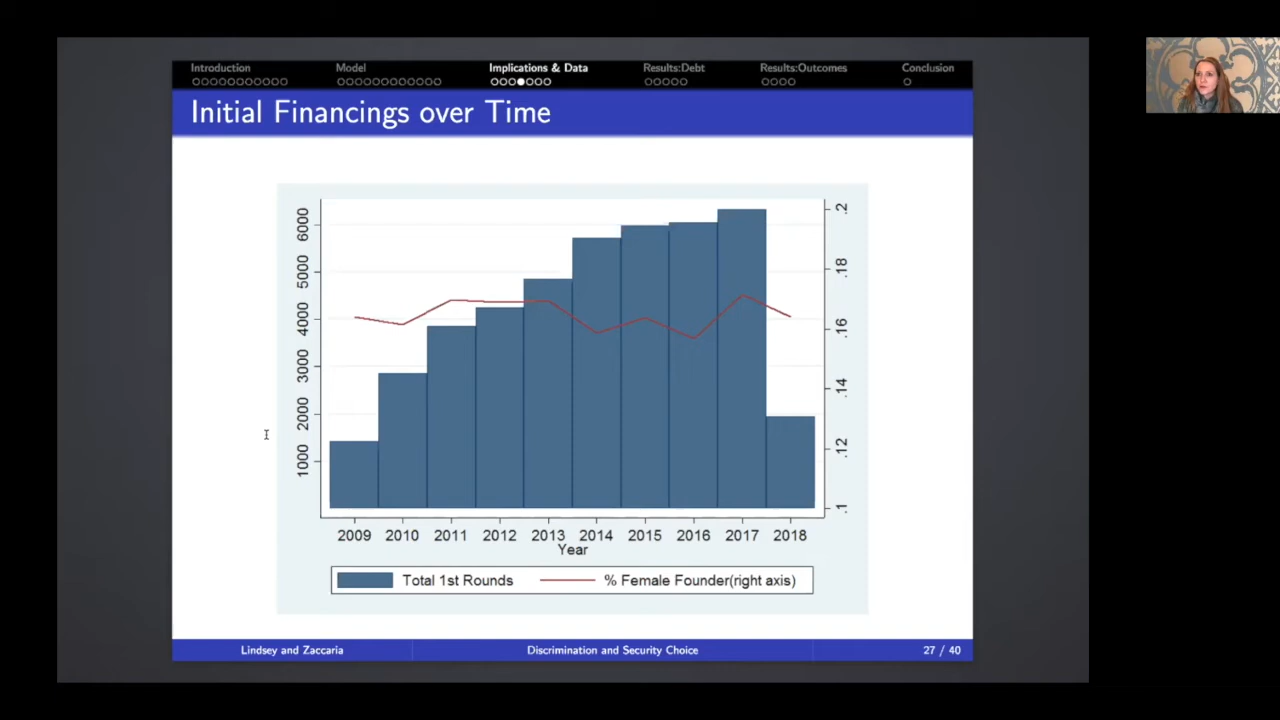 Introduction Model Implications & Data Results:Debt Results:Outcomes Conclusion
Initial Financings over Time
6000
5000
4000
3000
2000
1000
.2
.18
.16
.14
.12
.1
2009 2010 2011 2012 2013 2014 2015 2016 2017 2018
Year
Total 1st Rounds % Female Founder(right axis)
Lindsey and Zaccaria Discrimination and Security Choice 27 / 40